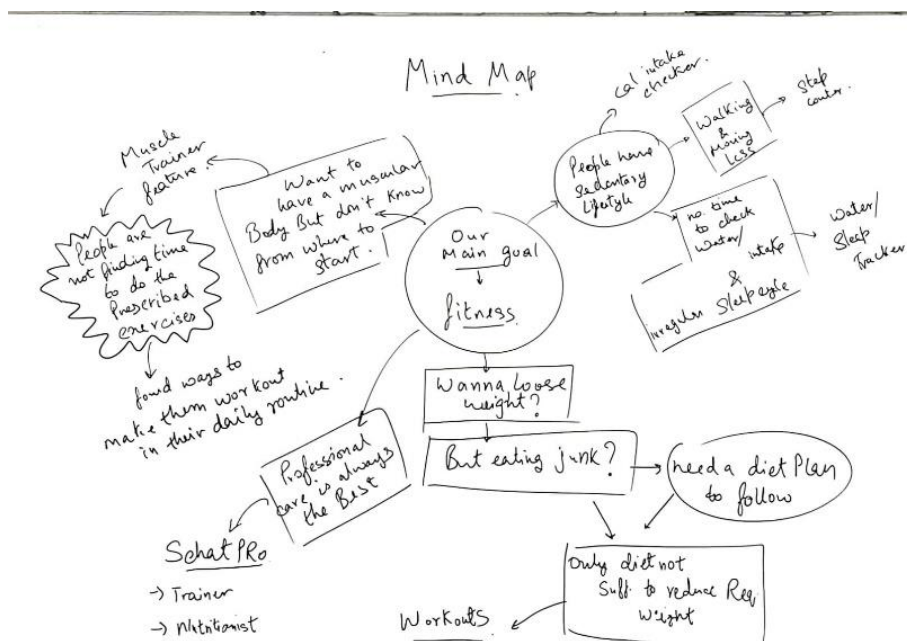 Mind Map
cal intake
checker.
Step
conter.
Walking
&
Moving
Less
People have
Sedentary
Lifestyle
no. time
to check
Water/
intake
&
irregular Sleep cycle
Water/
Sleep
Tracker
Muscle
Trainer
feature.
Want to
have a muscular
Body But don't know
from where to
start.
People are
not finding time
to do the
Prescribed
exercises
found ways to
make them workout
in their daily routine.
Our
Main goal
fitness
Wanna loose
weight?
But eating junk?
need a diet Plan
to follow
Only diet not
Suff. to reduce Req
Weight
Workouts
Professional
care is always
the Best
SehatPRo
→ Trainer
→ Nutritionist